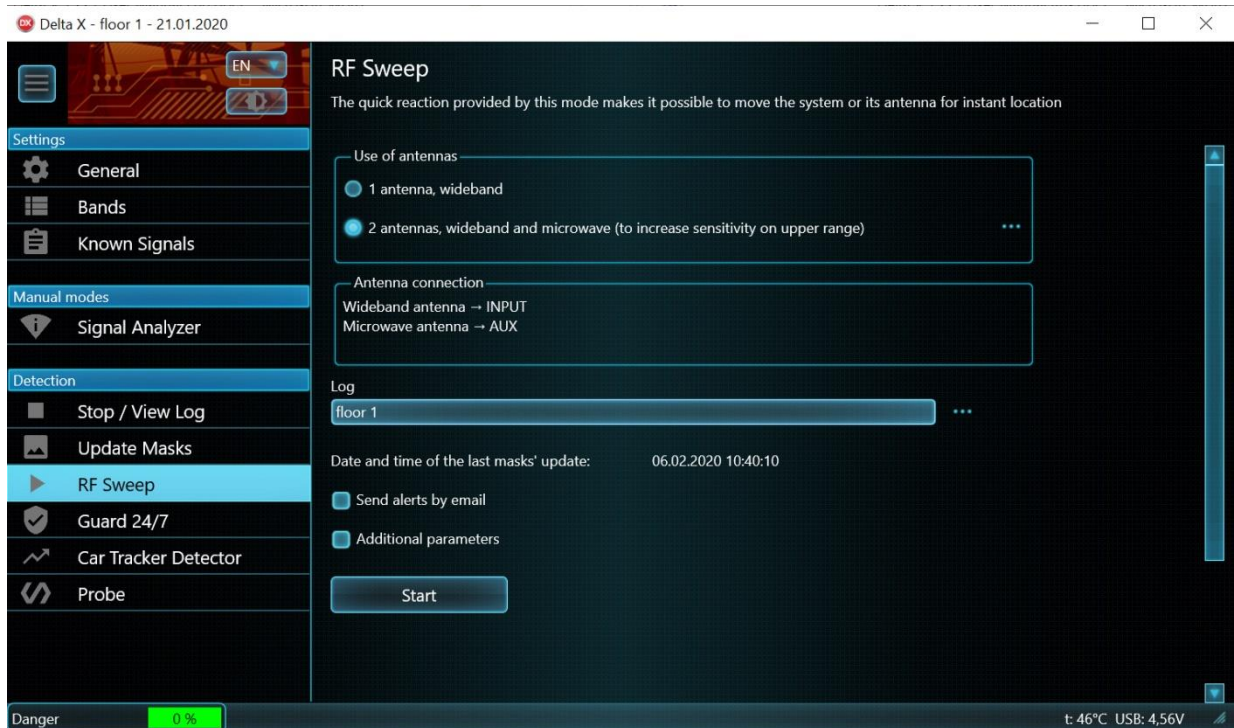 DX Delta X - floor 1 - 21.01.2020
EN
Settings
General
Bands
Known Signals
Manual modes
Signal Analyzer
Detection
Stop / View Log
Update Masks
RF Sweep
Guard 24/7
Car Tracker Detector
Probe
RF Sweep
The quick reaction provided by this mode makes it possible to move the system or its antenna for instant location
Use of antennas
1 antenna, wideband
2 antennas, wideband and microwave (to increase sensitivity on upper range)
...
Antenna connection
Wideband antenna → INPUT
Microwave antenna → AUX
Log
floor 1
...
Date and time of the last masks' update: 06.02.2020 10:40:10
Send alerts by email
Additional parameters
Start
Danger 0 %
t: 46°C USB: 4,56V